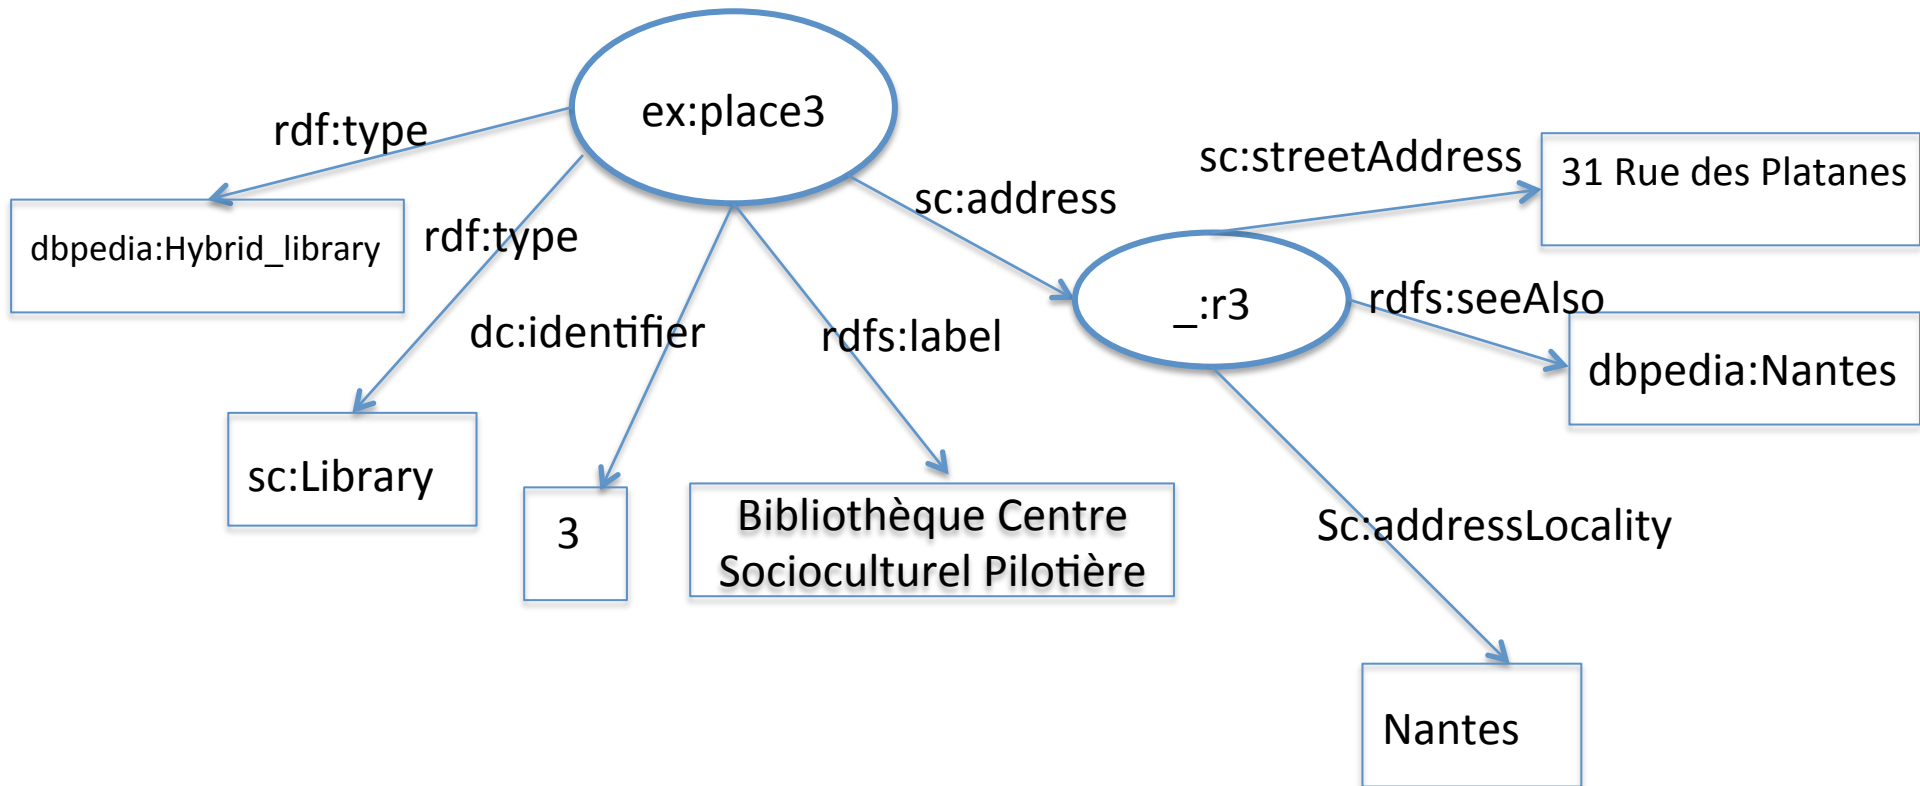 ex:place3
rdf:type
sc:streetAddress
31 Rue des Platanes
sc:address
rdf:type
dbpedia:Hybrid_library
_:r3
rdfs:seeAlso
dc:identifier
rdfs:label
dbpedia:Nantes
sc:Library
3
Bibliothèque Centre
Socioculturel Pilotière
Sc:addressLocality
Nantes